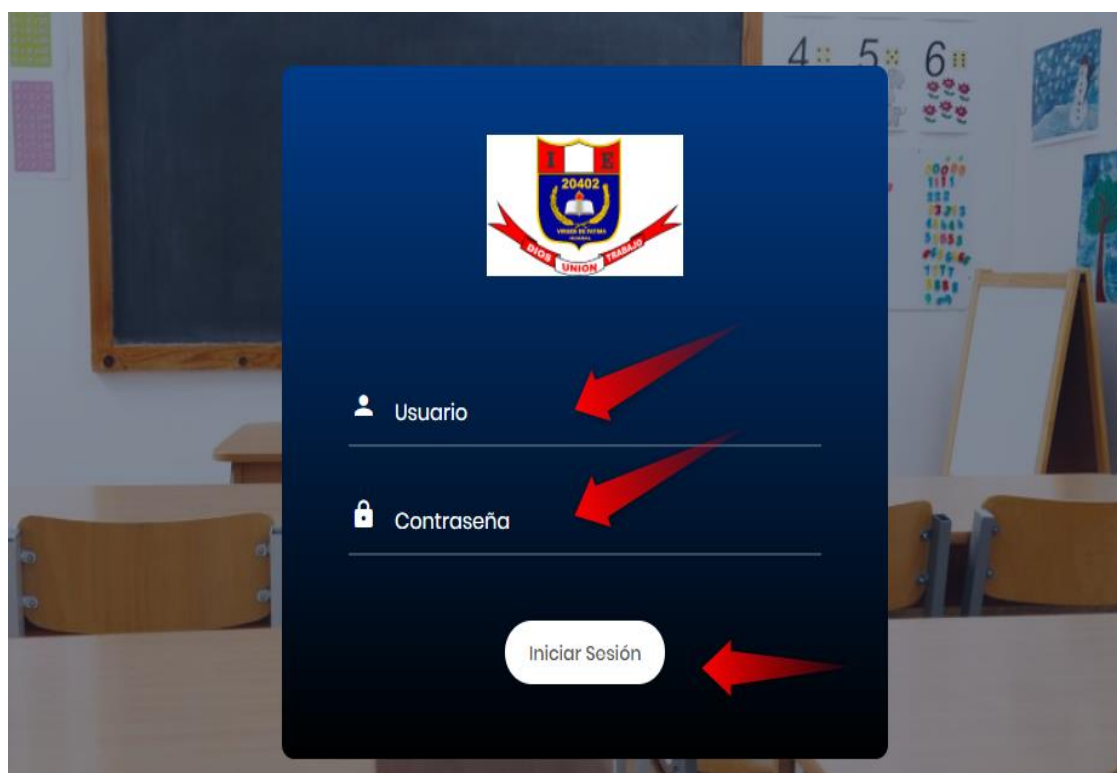 4 5 6
I E
20402
VIRGEN DE FATIMA
DIOS UNION TRABAJO
Usuario
Contraseña
Iniciar Sesión